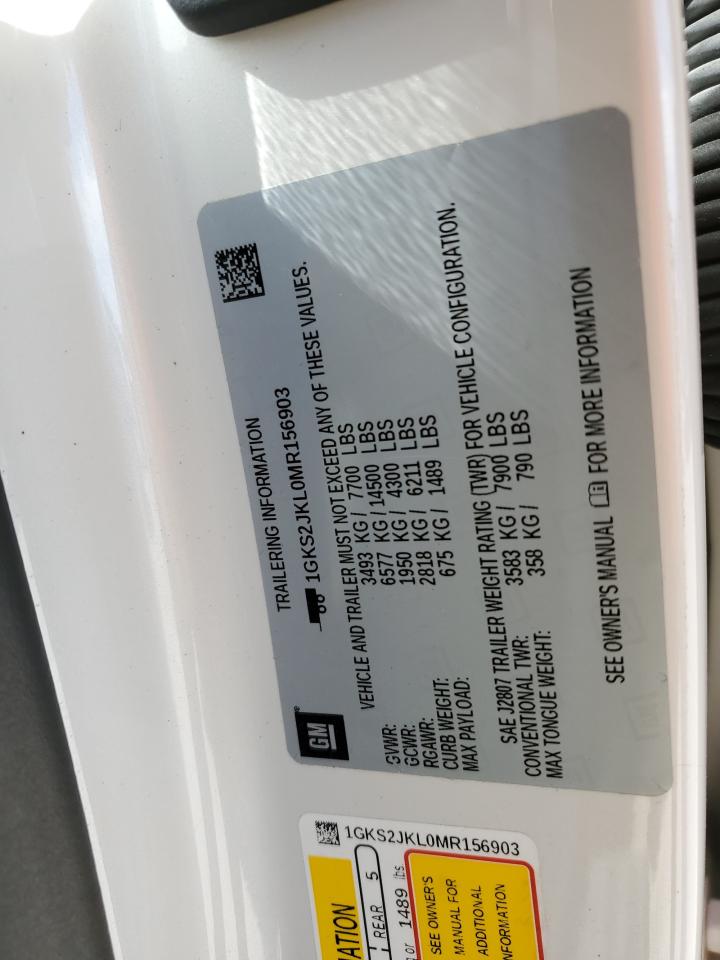 TRAILERING INFORMATION
1GKS2JKL0MR156903
VEHICLE AND TRAILER MUST NOT EXCEED ANY OF THESE VALUES.
GM®
GVWR: 3493 KG / 7700 LBS
GCWR: 6577 KG / 14500 LBS
RGAWR: 1950 KG / 4300 LBS
CURB WEIGHT: 2818 KG / 6211 LBS
MAX PAYLOAD: 675 KG / 1489 LBS
SAE J2807 TRAILER WEIGHT RATING (TWR) FOR VEHICLE CONFIGURATION.
CONVENTIONAL TWR: 3583 KG / 7900 LBS
MAX TONGUE WEIGHT: 358 KG / 790 LBS
SEE OWNER'S MANUAL FOR MORE INFORMATION
1GKS2JKL0MR156903
REAR 5
or 1489 lbs
SEE OWNER'S
MANUAL FOR
ADDITIONAL
INFORMATION